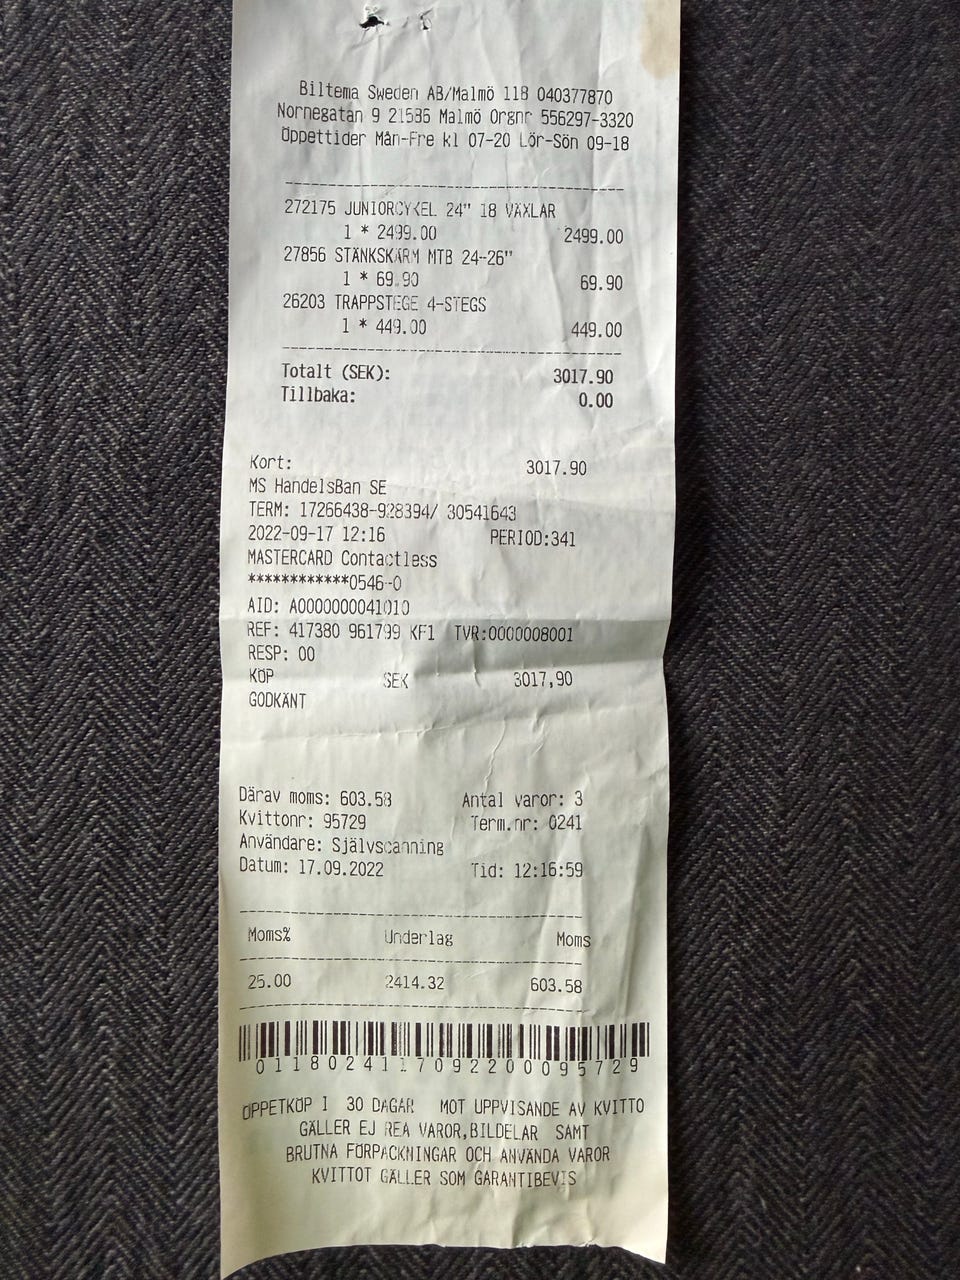 Biltema Sweden AB/Malmö 118 040377870
Nornegatan 9 21586 Malmö Orgnr 556297-3320
Öppettider Mån-Fre kl 07-20 Lör-Sön 09-18
272175 JUNIORCYKEL 24" 18 VÄXLAR
1 * 2499.00 2499.00
27856 STÄNKSKÄRM MTB 24-26"
1 * 69.90 69.90
26203 TRAPPSTEGE 4-STEGS
1 * 449.00 449.00
Totalt (SEK): 3017.90
Tillbaka: 0.00
Kort: 3017.90
MS HandelsBan SE
TERM: 17266438-928394/ 30541643
2022-09-17 12:16 PERIOD:341
MASTERCARD Contactless
************0546-0
AID: A0000000041010
REF: 417380 961799 KF1 TVR:0000008001
RESP: 00
KÖP SEK 3017,90
GODKÄNT
Därav moms: 603.58 Antal varor: 3
Kvittonr: 95729 Term.nr: 0241
Användare: Självscanning
Datum: 17.09.2022 Tid: 12:16:59
Moms% Underlag Moms
25.00 2414.32 603.58
0118024117092200095729
ÖPPETKÖP I 30 DAGAR MOT UPPVISANDE AV KVITTO
GÄLLER EJ REA VAROR,BILDELAR SAMT
BRUTNA FÖRPACKNINGAR OCH ANVÄNDA VAROR
KVITTOT GÄLLER SOM GARANTIBEVIS